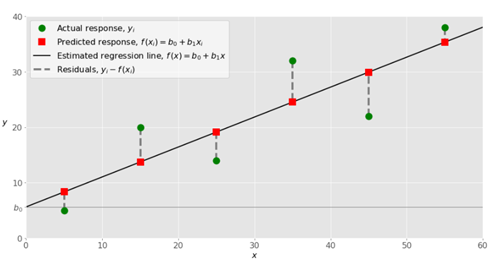 40
Actual response, yᵢ
Predicted response, f(xᵢ) = b₀ + b₁xᵢ
Estimated regression line, f(x) = b₀ + b₁x
Residuals, yᵢ − f(xᵢ)
30
y
20
10
b₀
0
0 10 20 30 40 50 60
x